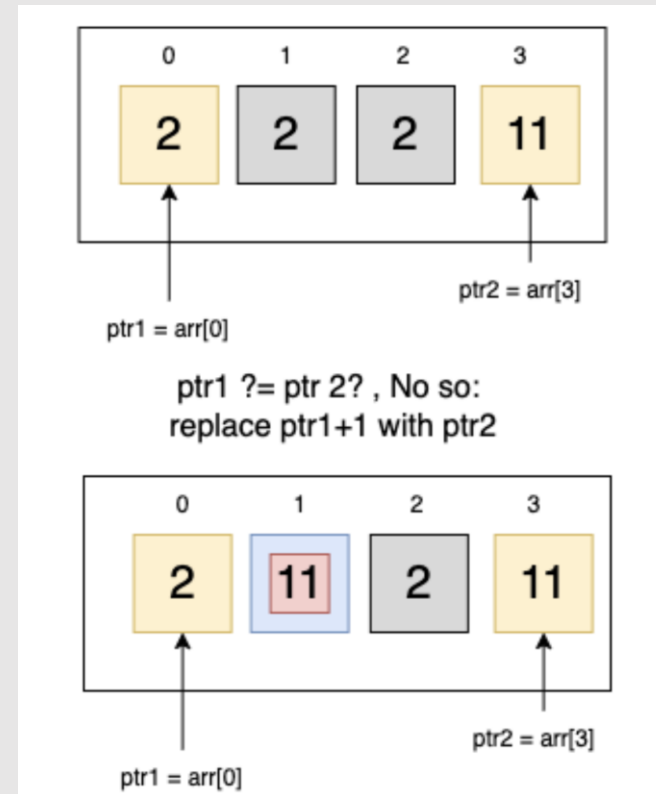 0 1 2 3
2 2 2 11
ptr2 = arr[3]
ptr1 = arr[0]
ptr1 ?= ptr 2? , No so:
replace ptr1+1 with ptr2
0 1 2 3
2 11 2 11
ptr2 = arr[3]
ptr1 = arr[0]